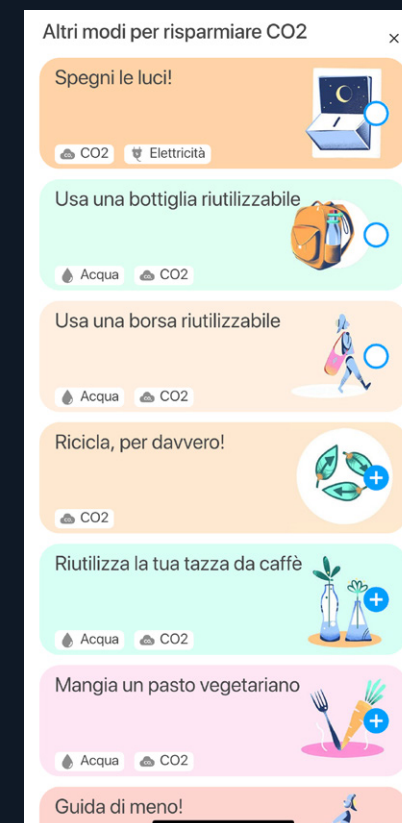 Altri modi per risparmiare CO2
Spegni le luci!
CO2 Elettricità
Usa una bottiglia riutilizzabile
Acqua CO2
Usa una borsa riutilizzabile
Acqua CO2
Ricicla, per davvero!
CO2
Riutilizza la tua tazza da caffè
Acqua CO2
Mangia un pasto vegetariano
Acqua CO2
Guida di meno!